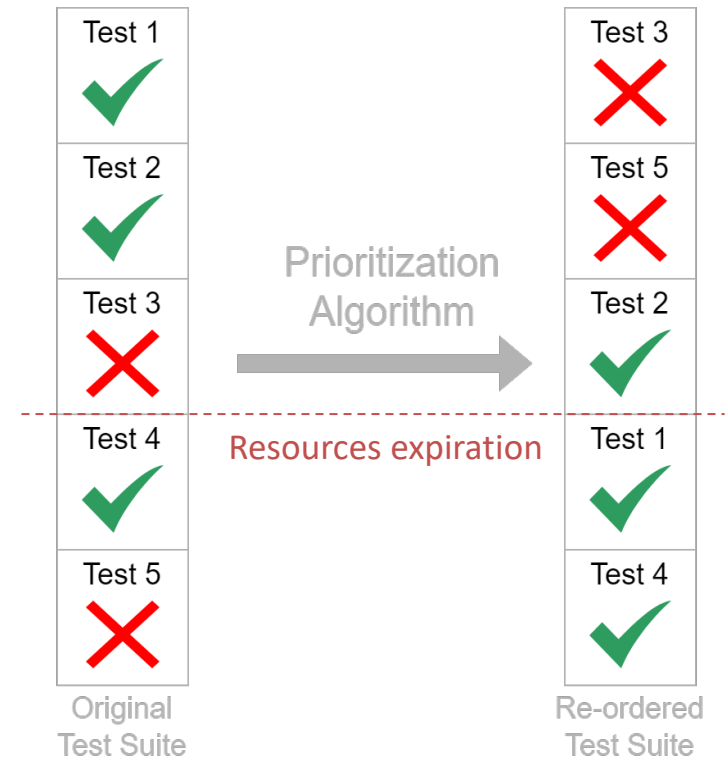 Test 1
Test 2
Test 3
Test 4
Test 5
Original
Test Suite
Prioritization
Algorithm
Resources expiration
Test 3
Test 5
Test 2
Test 1
Test 4
Re-ordered
Test Suite